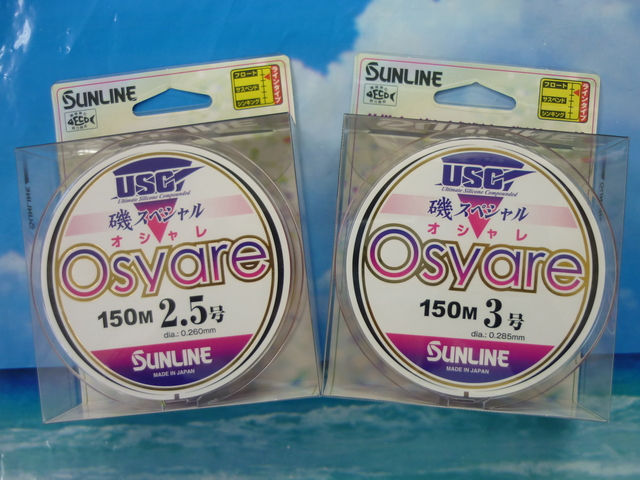 SUNLINE
ECO
フロート
サスペンド
シンキング
ラインタイプ
USC
Ultimate Silicone Compounded
磯スペシャル
オシャレ
Osyare
150M 2.5号
dia.: 0.260mm
SUNLINE
MADE IN JAPAN
SUNLINE
ECO
フロート
サスペンド
シンキング
ラインタイプ
USC
Ultimate Silicone Compounded
磯スペシャル
オシャレ
Osyare
150M 3号
dia.: 0.285mm
SUNLINE
MADE IN JAPAN